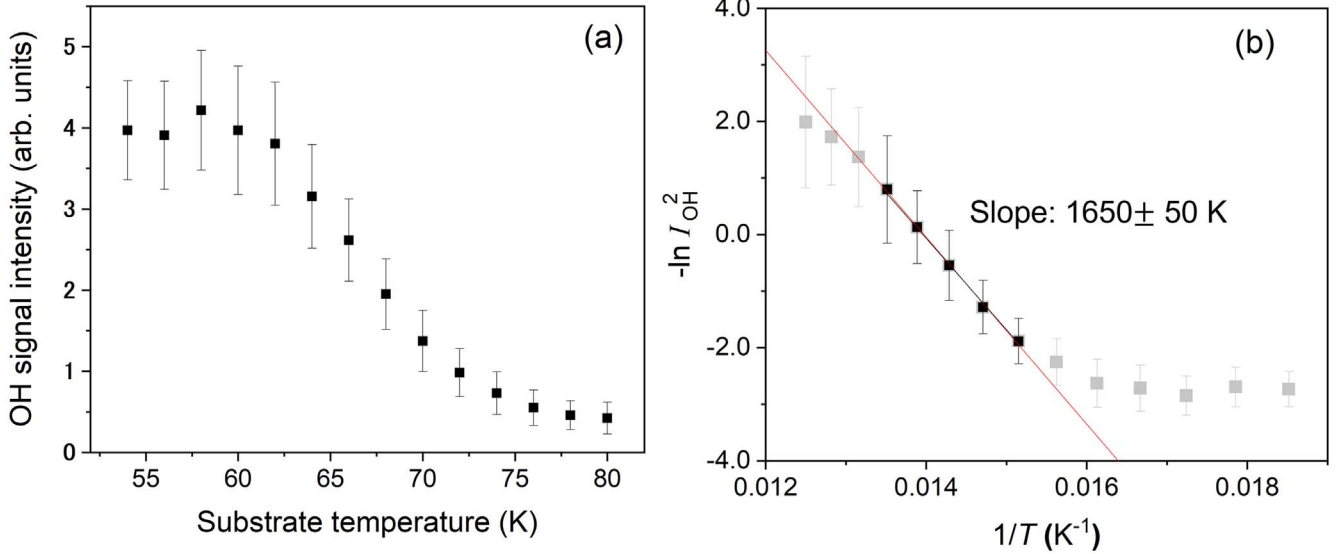 (a)
OH signal intensity (arb. units)
5
4
3
2
1
0
55 60 65 70 75 80
Substrate temperature (K)
(b)
-ln I_OH^2
-4.0
2.0
0.0
-2.0
-4.0
Slope: 1650± 50 K
0.012 0.014 0.016 0.018
1/T (K⁻¹)